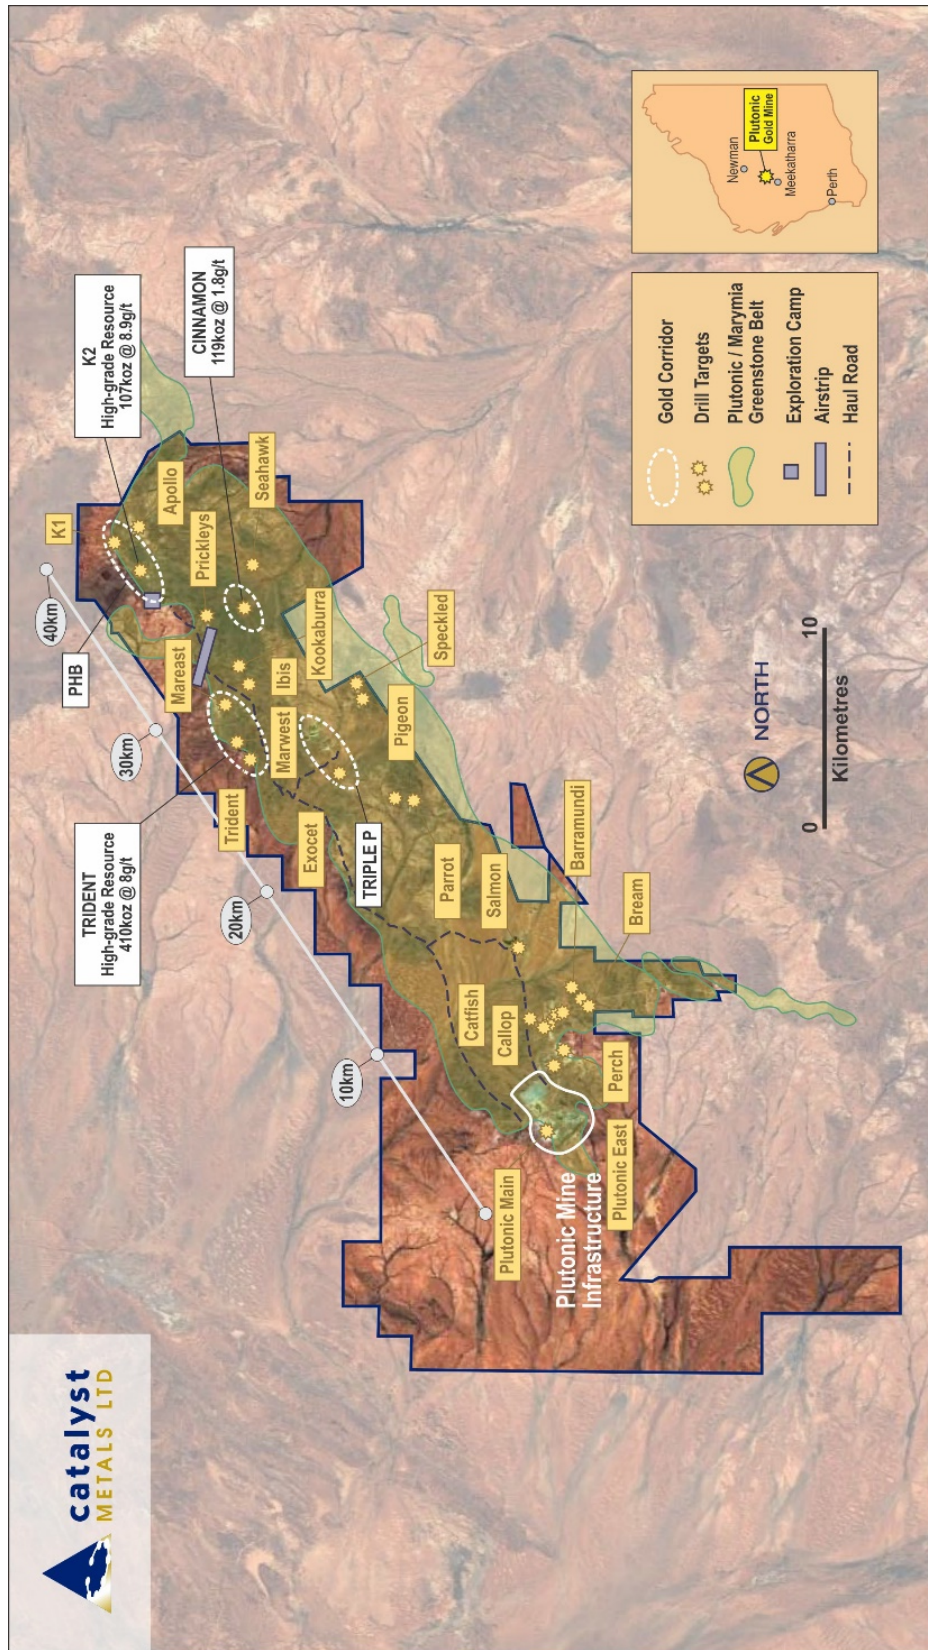 catalyst
METALS LTD
TRIDENT
High-grade Resource
410koz @ 8g/t
PHB
K2
High-grade Resource
107koz @ 8.9g/t
CINNAMON
119koz @ 1.8g/t
10km
20km
30km
40km
K1
Apollo
Prickleys
Seahawk
Mareast
Trident
Marwest
Ibis
Kookaburra
Exocet
TRIPLE P
Pigeon
Speckled
Parrot
Salmon
Catfish
Callop
Barramundi
Bream
Plutonic Main
Plutonic Mine
Infrastructure
Plutonic East
Perch
NORTH
0
10
Kilometres
Gold Corridor
Drill Targets
Plutonic / Marymia
Greenstone Belt
Exploration Camp
Airstrip
Haul Road
Newman
Plutonic
Gold Mine
Meekatharra
Perth